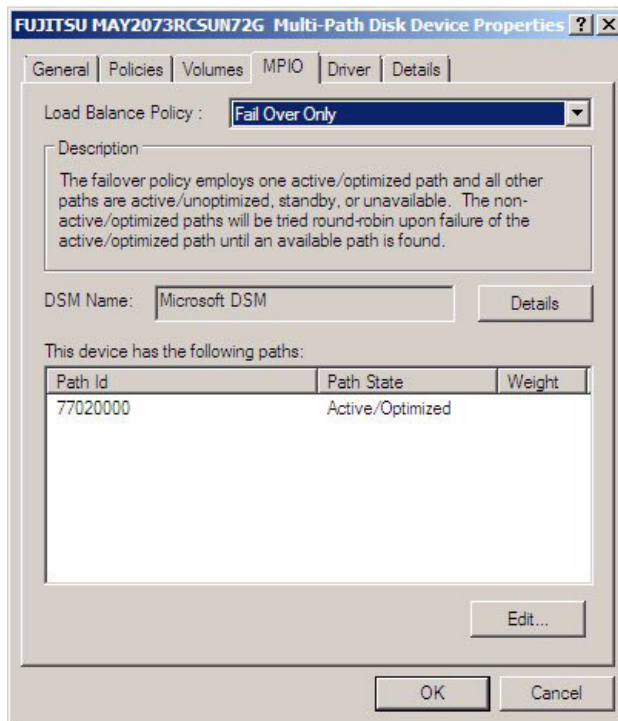 FUJITSU MAY2073RCSUN72G Multi-Path Disk Device Properties ? X
General Policies Volumes MPIO Driver Details
Load Balance Policy : Fail Over Only
Description
The failover policy employs one active/optimized path and all other
paths are active/unoptimized, standby, or unavailable. The non-
active/optimized paths will be tried round-robin upon failure of the
active/optimized path until an available path is found.
DSM Name: Microsoft DSM Details
This device has the following paths:
Path Id Path State Weight
77020000 Active/Optimized
Edit...
OK Cancel